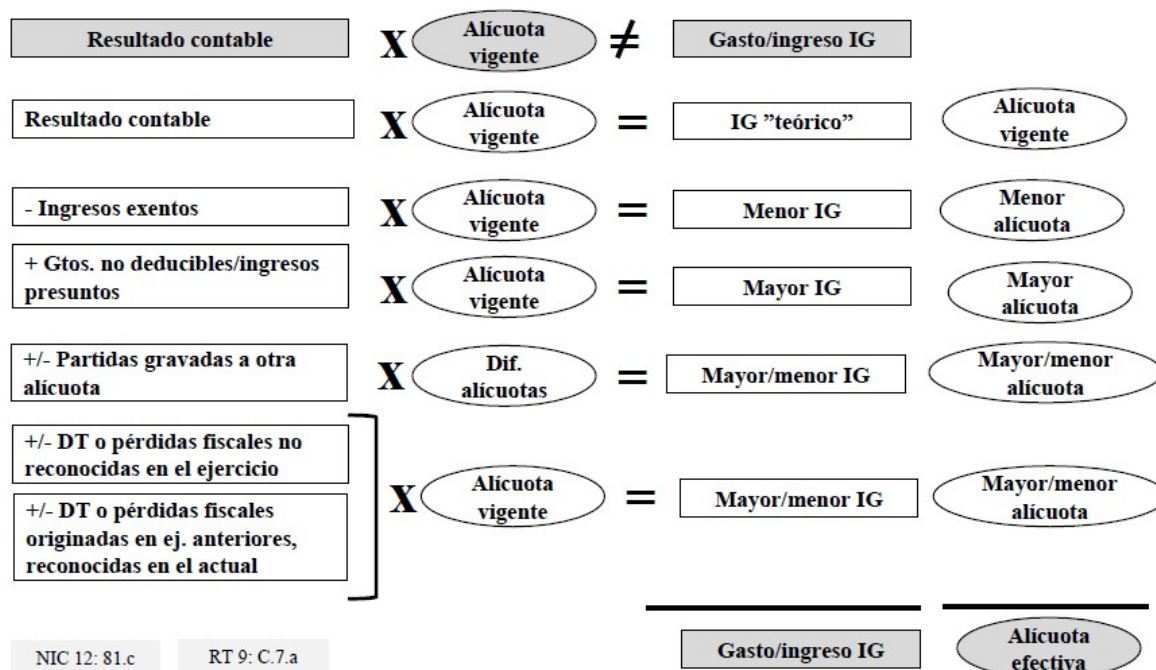 Resultado contable X Alícuota vigente ≠ Gasto/ingreso IG
Resultado contable X Alícuota vigente = IG "teórico" Alícuota vigente
- Ingresos exentos X Alícuota vigente = Menor IG Menor alícuota
+ Gtos. no deducibles/ingresos
presuntos X Alícuota vigente = Mayor IG Mayor alícuota
+/- Partidas gravadas a otra
alícuota X Dif. alícuotas = Mayor/menor IG Mayor/menor alícuota
+/- DT o pérdidas fiscales no
reconocidas en el ejercicio
+/- DT o pérdidas fiscales
originadas en ej. anteriores,
reconocidas en el actual
X Alícuota vigente = Mayor/menor IG Mayor/menor alícuota
NIC 12: 81.c RT 9: C.7.a Gasto/ingreso IG Alícuota efectiva